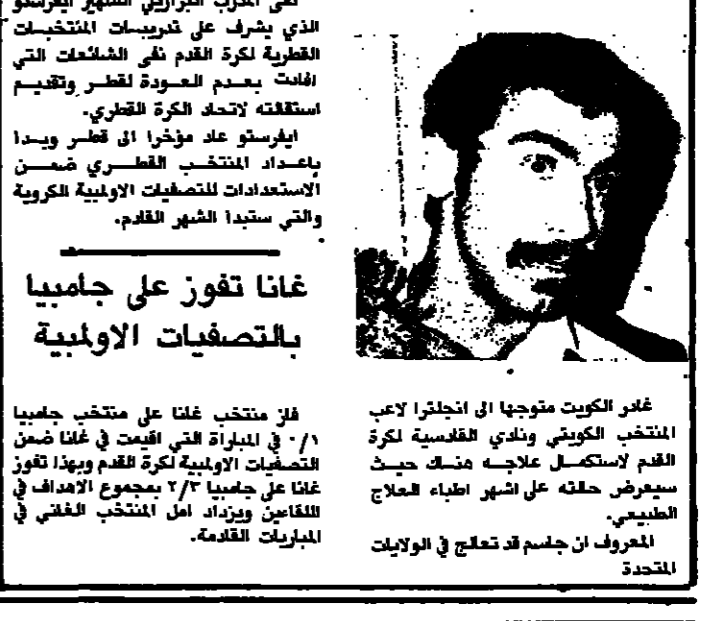 نفى المدرب البرازيلي الشهير ايفرستو
الذي يشرف على تدريبات المنتخبات
القطرية لكرة القدم نفى الشائعات التي
افادت بعدم العودة لقطر وتقديم
استقالته لاتحاد الكرة القطري.
ايفرستو عاد مؤخرا الى قطر وبدا
باعداد المنتخب القطري ضمن
الاستعدادات للتصفيات الاولمبية الكروية
والتي ستبدا الشهر القادم.
غانا تفوز على جامبيا
بالتصفيات الاولمبية
فاز منتخب غانا على منتخب جامبيا
١/٠ في المباراة التي اقيمت في غانا ضمن
التصفيات الاولمبية لكرة القدم وبهذا تفوز
غانا على جامبيا ٢/٣ بمجموع الاهداف في
اللقاءين ويزداد امل المنتخب الغاني في
المباريات القادمة.
غادر الكويت متوجها الى انجلترا لاعب
المنتخب الكويتي ونادي القادسية لكرة
القدم لاستكمال علاجه هناك حيث
سيعرض حالته على اشهر اطباء العلاج
الطبيعي.
المعروف ان جاسم قد تعالج في الولايات
المتحدة